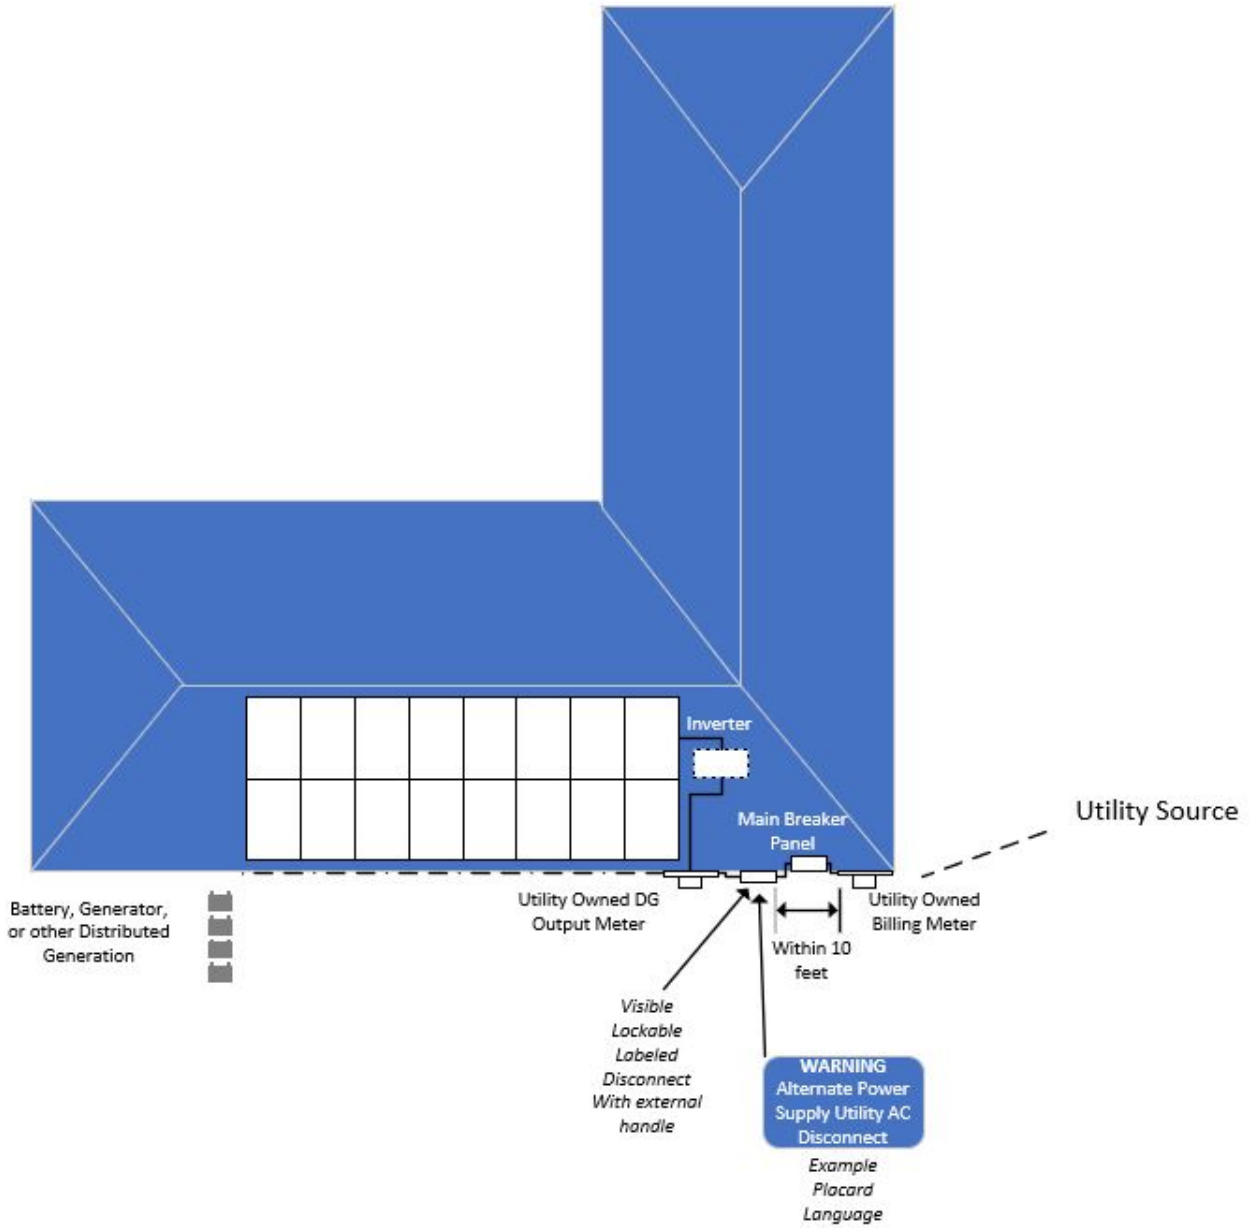 Inverter
Utility Source
Main Breaker
Panel
Battery, Generator,
or other Distributed
Generation
Utility Owned DG
Output Meter
Utility Owned
Billing Meter
Within 10
feet
Visible
Lockable
Labeled
Disconnect
With external
handle
WARNING
Alternate Power
Supply Utility AC
Disconnect
Example
Placard
Language